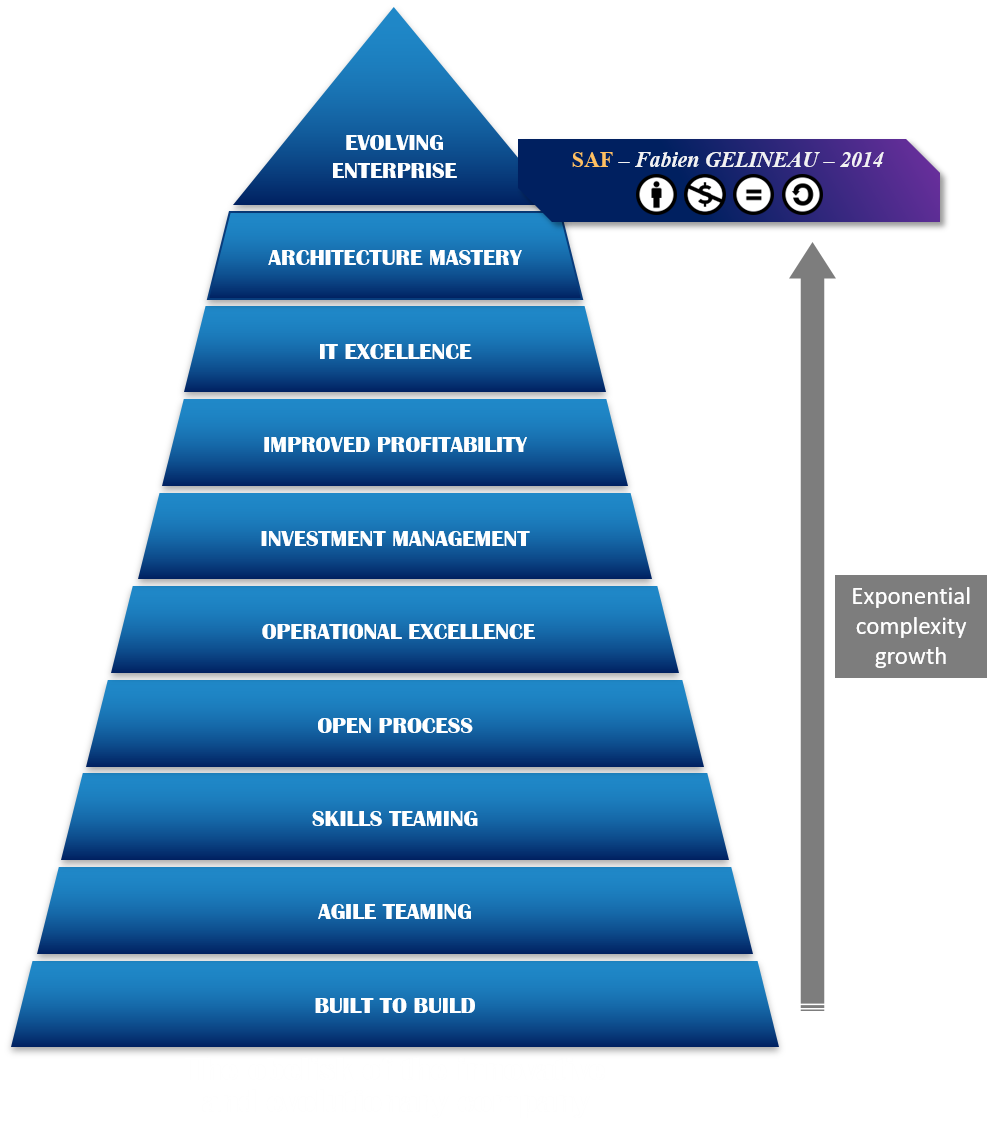 EVOLVING
ENTERPRISE
SAF – Fabien GELINEAU – 2014
ARCHITECTURE MASTERY
IT EXCELLENCE
IMPROVED PROFITABILITY
INVESTMENT MANAGEMENT
OPERATIONAL EXCELLENCE
Exponential
complexity
growth
OPEN PROCESS
SKILLS TEAMING
AGILE TEAMING
BUILT TO BUILD